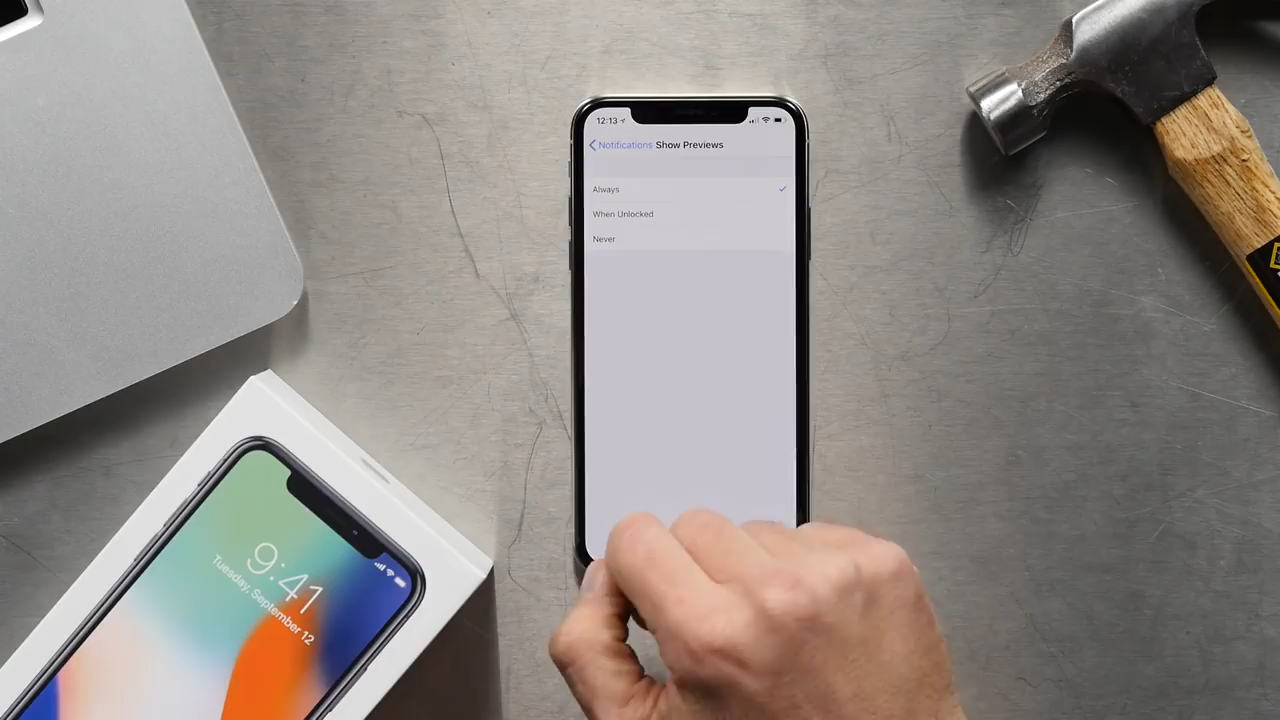 12:13
Notifications Show Previews
Always
When Unlocked
Never
9:41
Tuesday, September 12